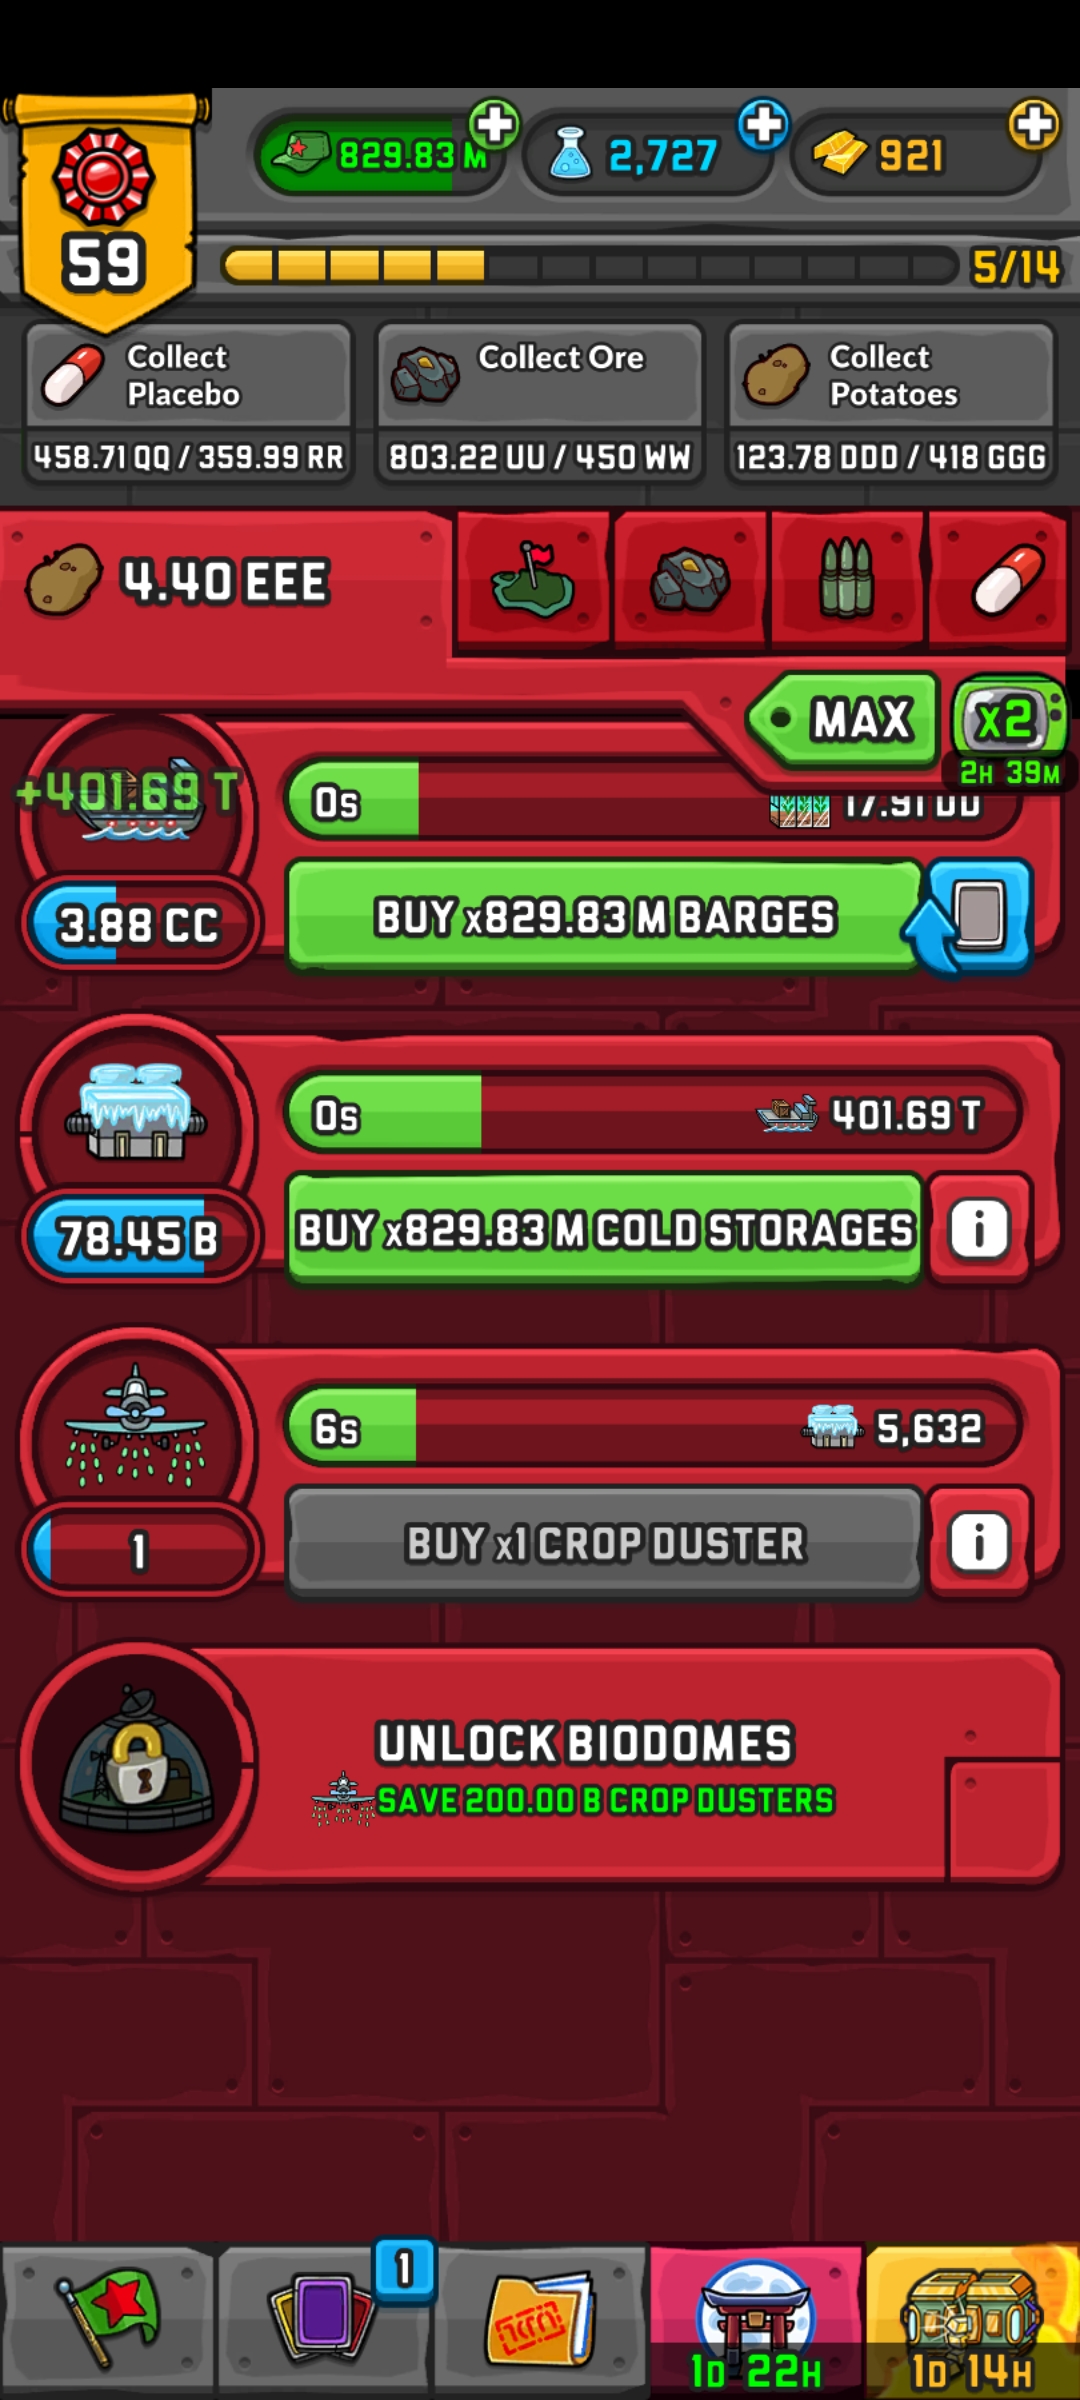 829.83 M
2,727
921
59
5/14
Collect
Placebo
458.71 QQ / 359.99 RR
Collect Ore
803.22 UU / 450 WW
Collect
Potatoes
123.78 DDD / 418 GGG
4.40 EEE
MAX
x2
2H 39M
+401.69 T
0s
17.91 DD
3.88 CC
BUY x829.83 M BARGES
0s
401.69 T
78.45 B
BUY x829.83 M COLD STORAGES
i
6s
5,632
1
BUY x1 CROP DUSTER
i
UNLOCK BIODOMES
SAVE 200.00 B CROP DUSTERS
1
1D 22H
1D 14H